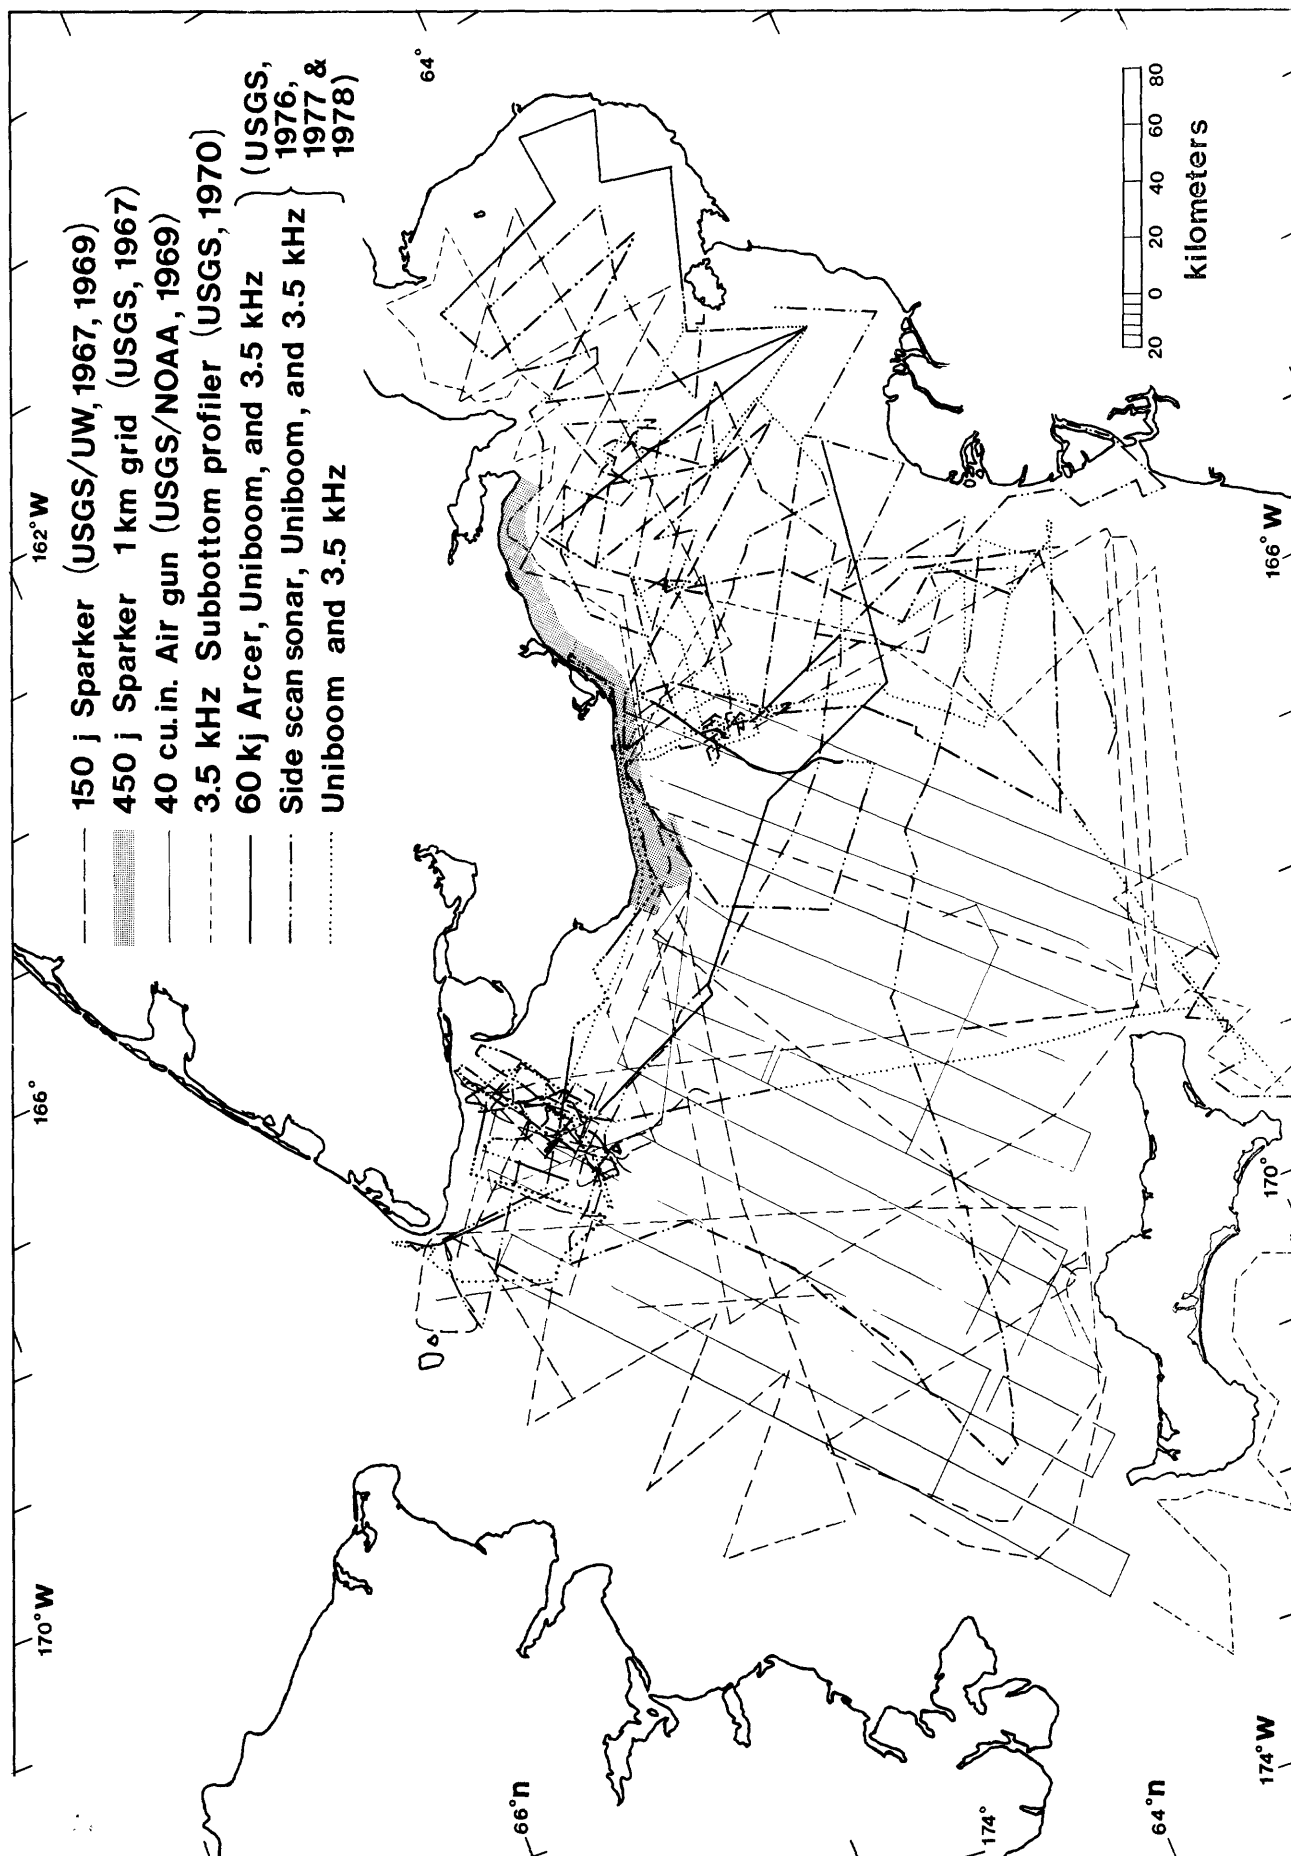 150 j Sparker (USGS/UW, 1967, 1969)
450 j Sparker 1 km grid (USGS, 1967)
40 cu.in. Air gun (USGS/NOAA, 1969)
3.5 kHz Subbottom profiler (USGS, 1970)
60 kj Arcer, Uniboom, and 3.5 kHz
Side scan sonar, Uniboom, and 3.5 kHz
Uniboom and 3.5 kHz
(USGS,
1976,
1977 &
1978)
64°
162°W
166°
170°W
66°n
174°
64°n
174°W
170°
166°W
20 0 20 40 60 80
kilometers